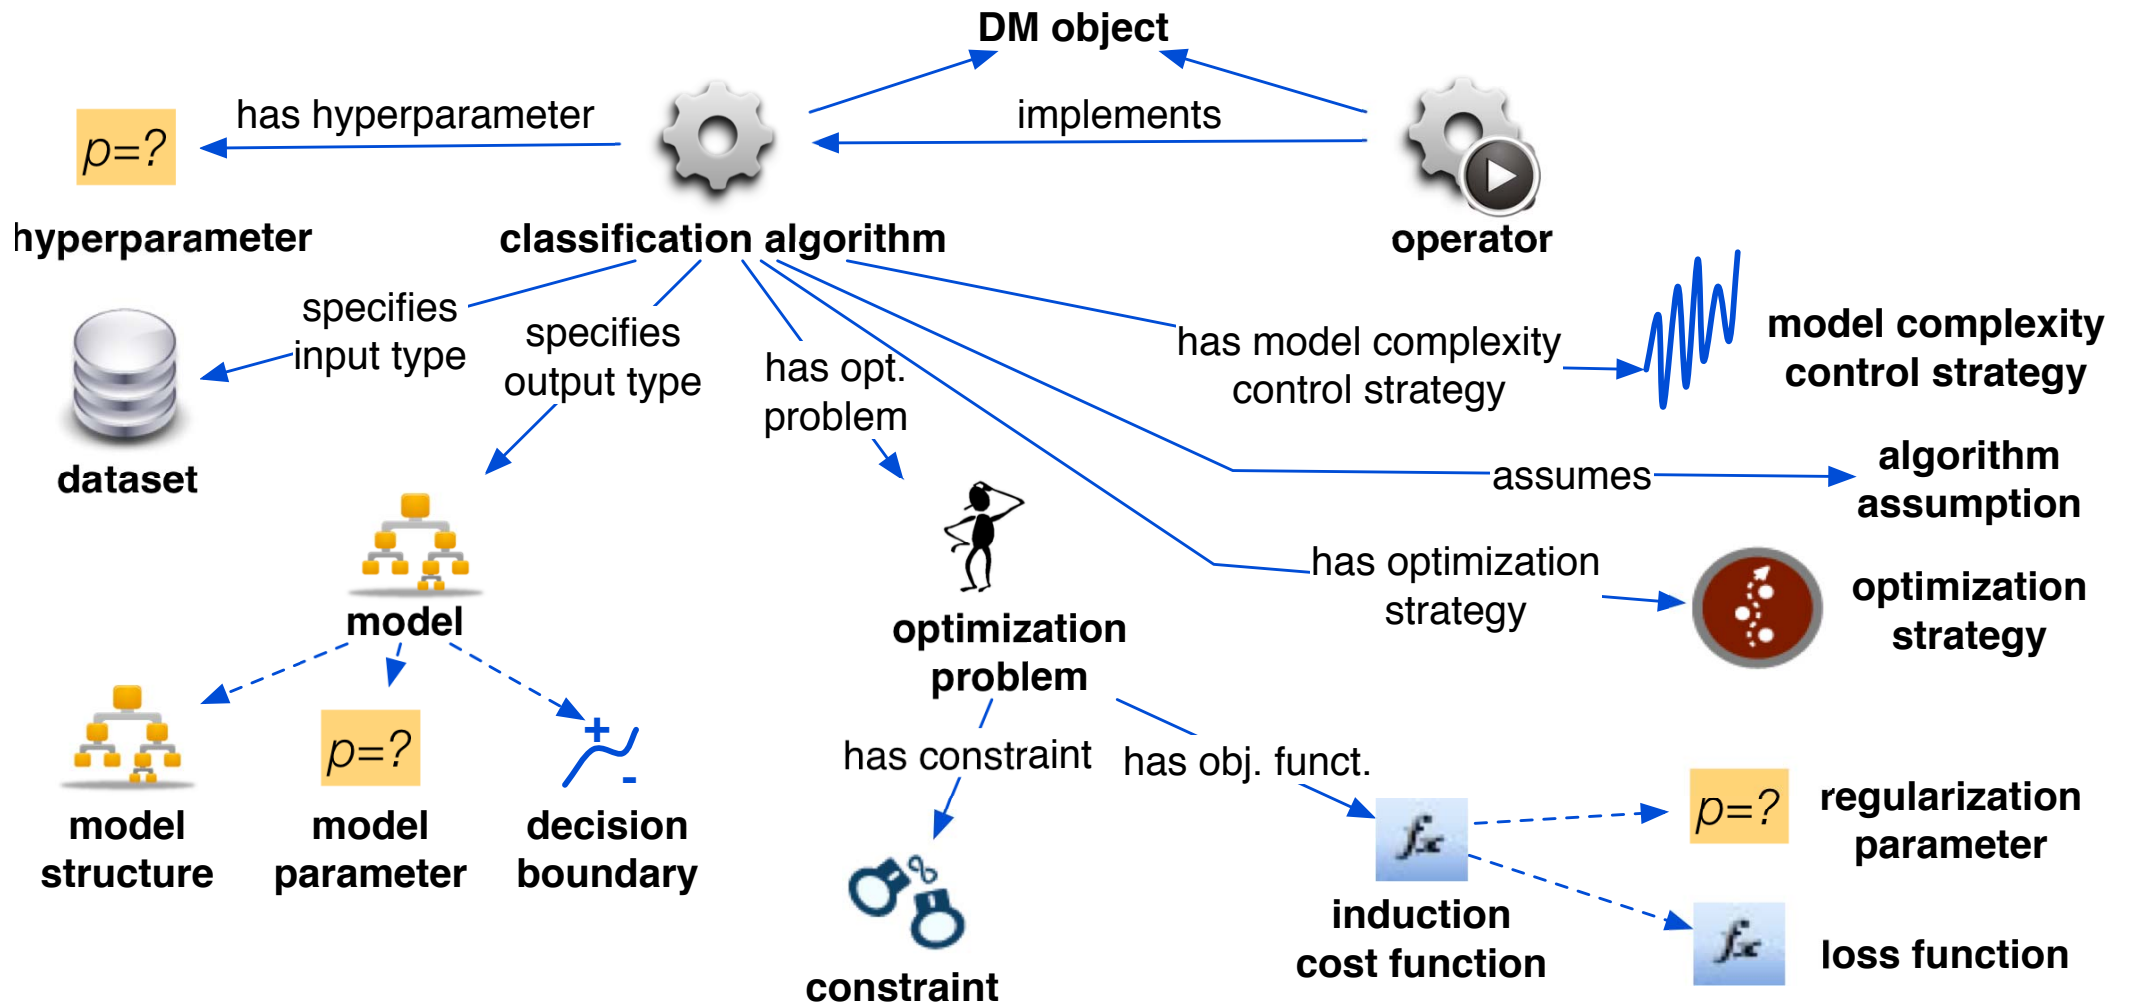 DM object
has hyperparameter
implements
p=?
hyperparameter
classification algorithm
operator
specifies
input type
specifies
output type
has opt.
problem
has model complexity
control strategy
model complexity
control strategy
dataset
assumes
algorithm
assumption
has optimization
strategy
optimization
strategy
model
optimization
problem
p=?
+
-
model
structure
model
parameter
decision
boundary
has constraint
has obj. funct.
constraint
fx
induction
cost function
p=?
regularization
parameter
fx
loss function